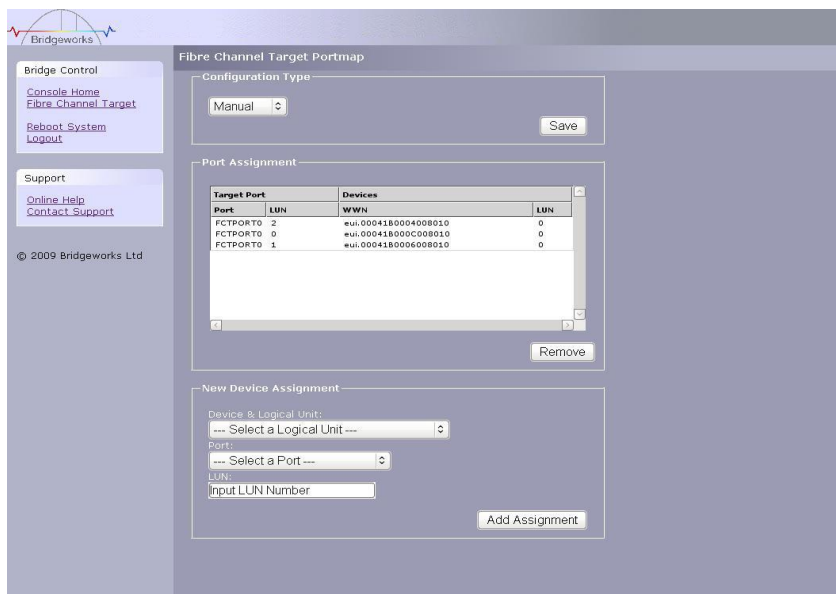 Bridgeworks
Bridge Control
Console Home
Fibre Channel Target
Reboot System
Logout
Support
Online Help
Contact Support
© 2009 Bridgeworks Ltd
Fibre Channel Target Portmap
Configuration Type
Manual
Save
Port Assignment
Target Port Devices
Port LUN WWN LUN
FCTPORT0 2 eui.00041B0004008010 0
FCTPORT0 0 eui.00041B000C008010 0
FCTPORT0 1 eui.00041B0006008010 0
Remove
New Device Assignment
Device & Logical Unit:
--- Select a Logical Unit ---
Port:
--- Select a Port ---
LUN:
Input LUN Number
Add Assignment